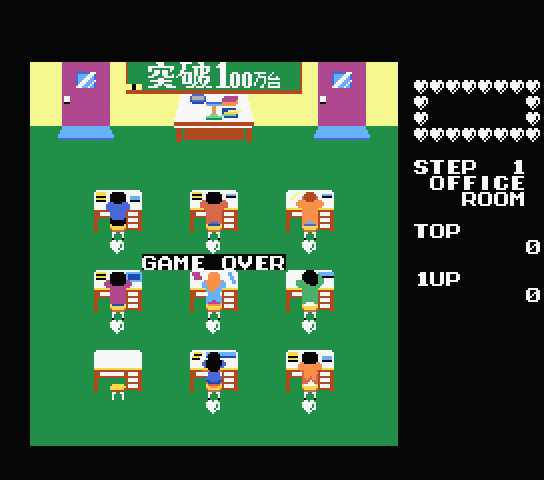 突破100万台
STEP 1
OFFICE
ROOM
TOP
0
GAME OVER
1UP
0